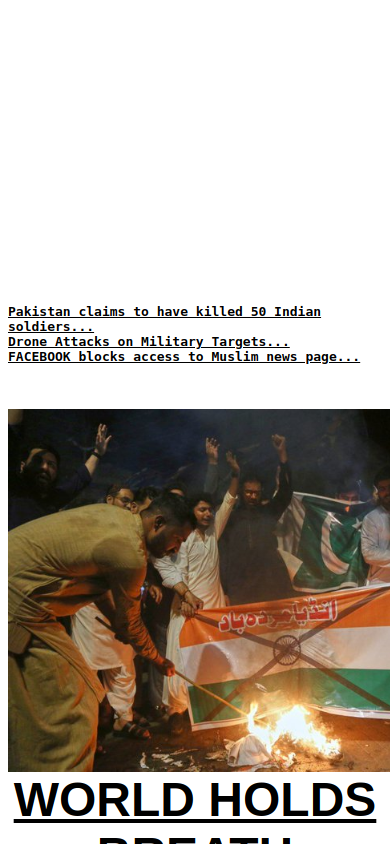 Pakistan claims to have killed 50 Indian
soldiers...
Drone Attacks on Military Targets...
FACEBOOK blocks access to Muslim news page...
WORLD HOLDS
BREATH